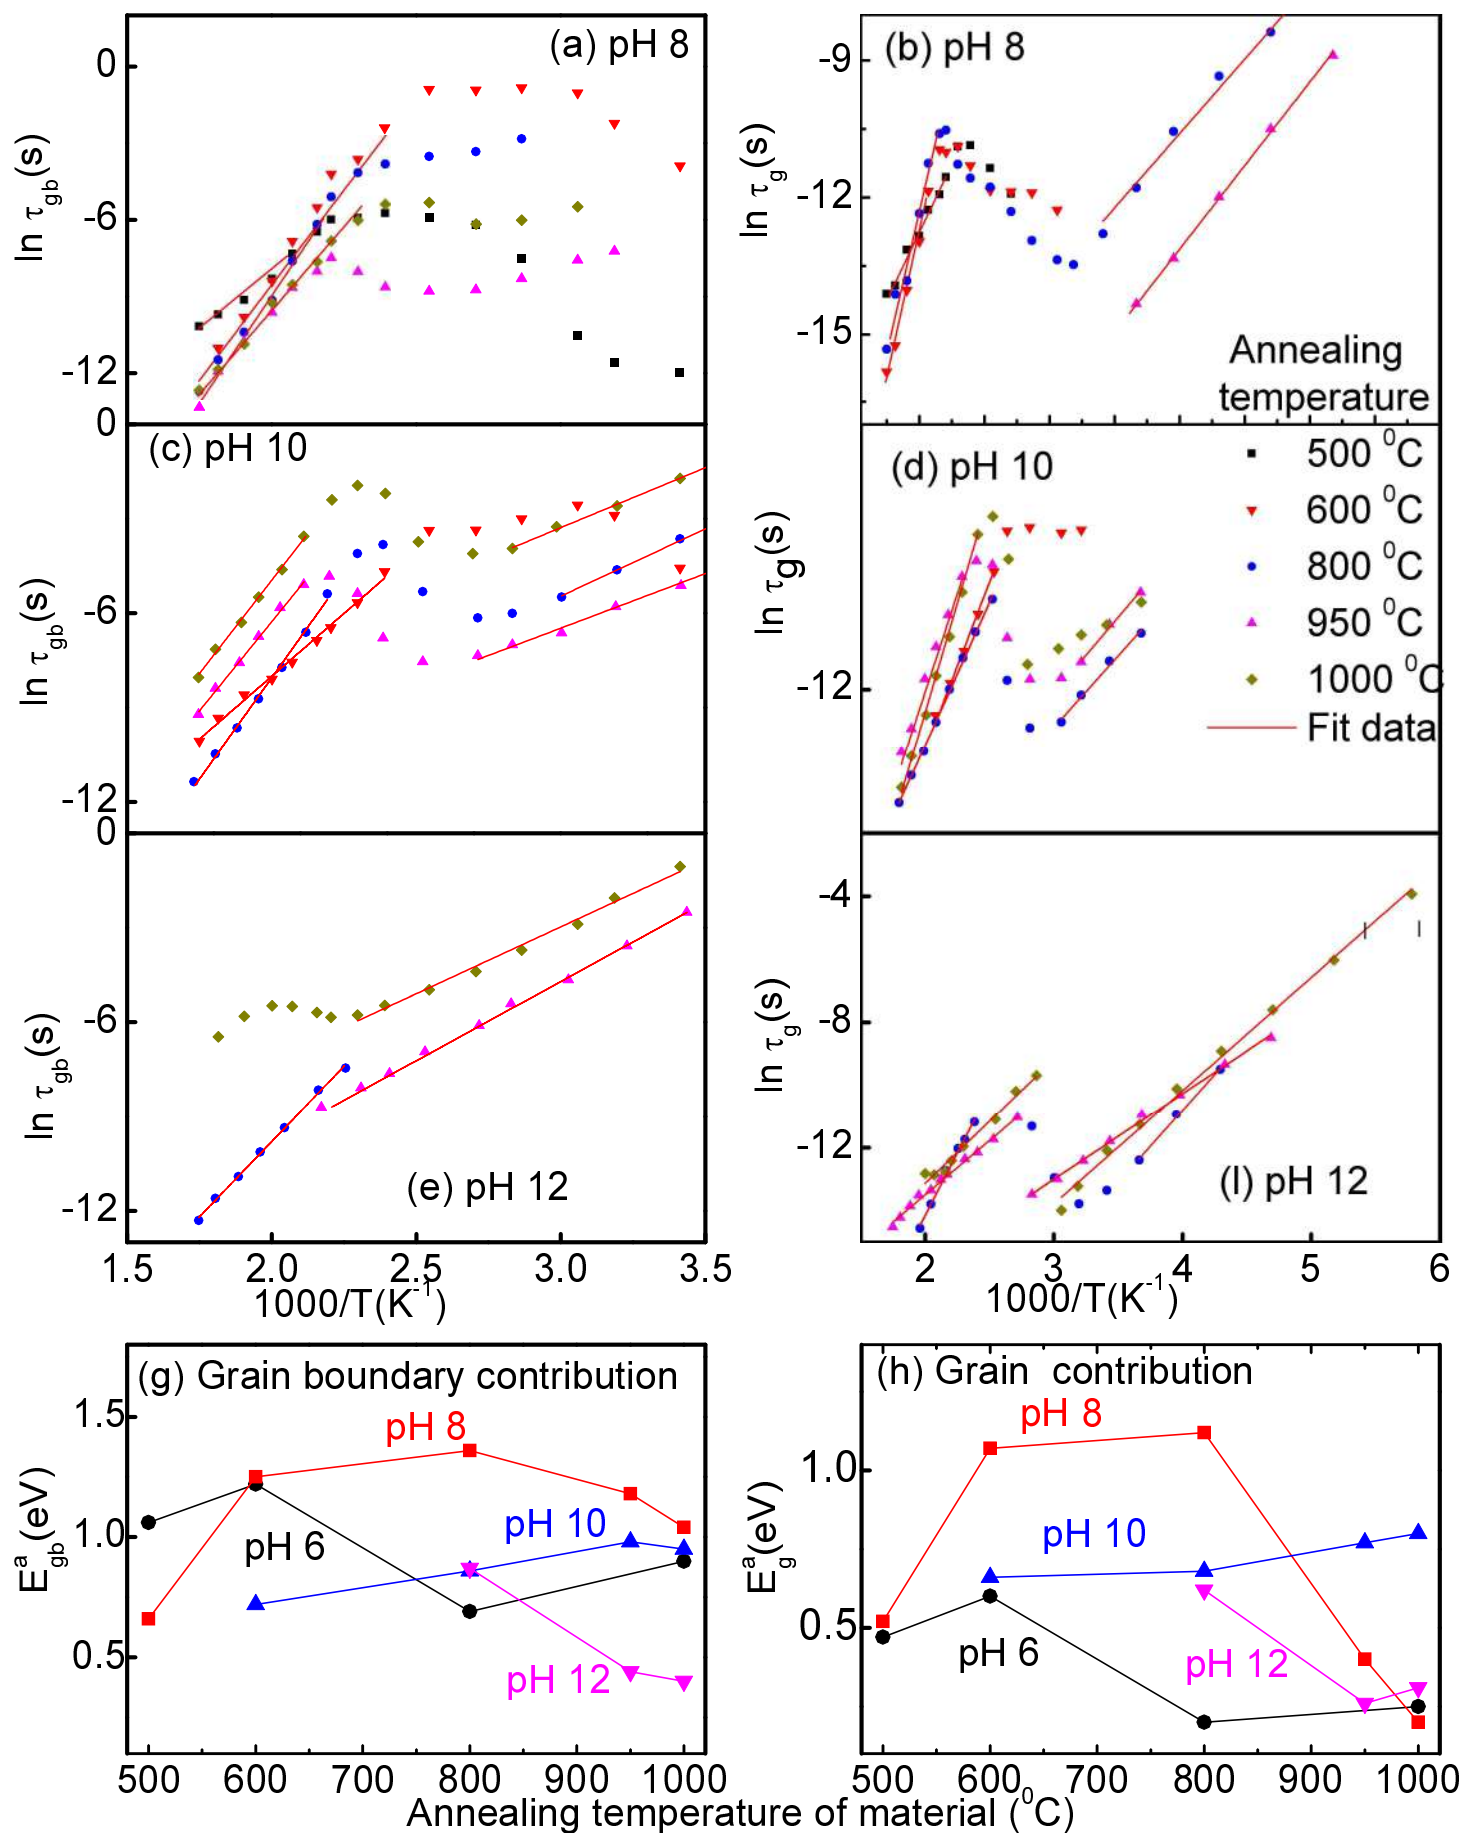 (a) pH 8
0
-6
-12
ln τgb(s)
(b) pH 8
-9
-12
-15
ln τg(s)
Annealing
temperature
(c) pH 10
0
-6
-12
ln τgb(s)
(d) pH 10
-12
ln τg(s)
500 ⁰C
600 ⁰C
800 ⁰C
950 ⁰C
1000 ⁰C
Fit data
0
-6
-12
ln τgb(s)
(e) pH 12
1.5 2.0 2.5 3.0 3.5
1000/T(K⁻¹)
-4
-8
-12
ln τg(s)
(l) pH 12
2 3 4 5 6
1000/T(K⁻¹)
(g) Grain boundary contribution
1.5
1.0
0.5
Eᵃgb(eV)
pH 8
pH 10
pH 6
pH 12
500 600 700 800 900 1000
(h) Grain contribution
1.0
0.5
Eᵃg(eV)
pH 8
pH 10
pH 6
pH 12
500 600 700 800 900 1000
Annealing temperature of material (⁰C)